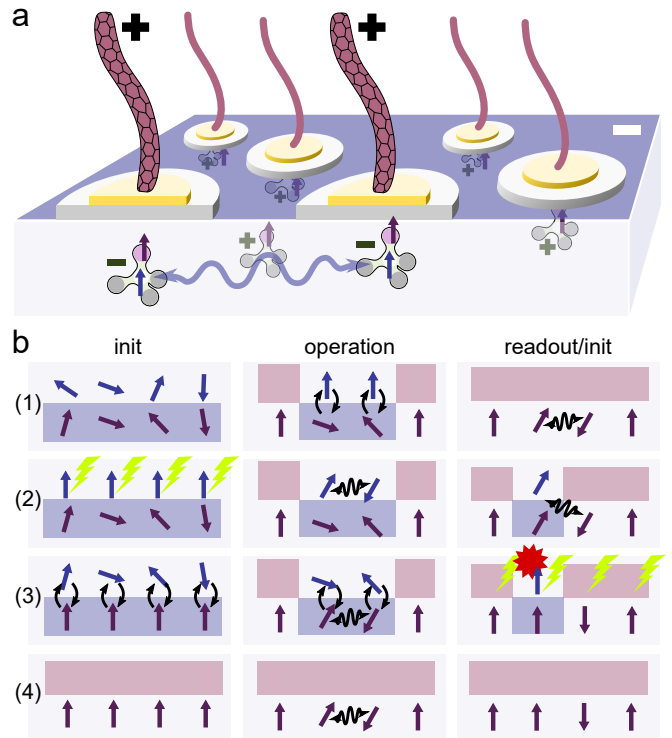 a
+ +
+ + +
- + - +
b
init operation readout/init
(1)
(2)
(3)
(4)